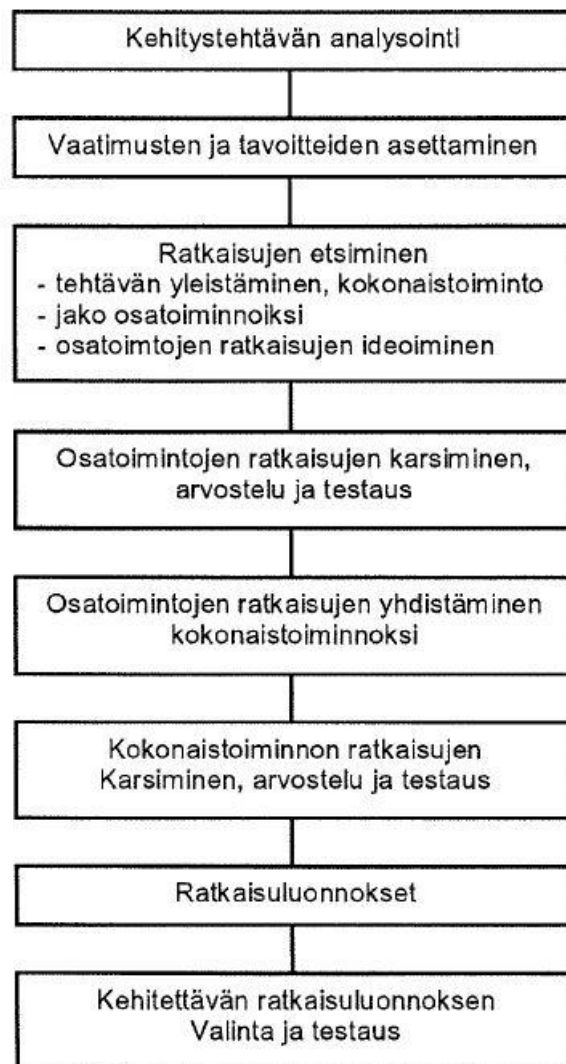 Kehitystehtävän analysointi
Vaatimusten ja tavoitteiden asettaminen
Ratkaisujen etsiminen
- tehtävän yleistäminen, kokonaistoiminto
- jako osatoiminnoiksi
- osatoimtojen ratkaisujen ideoiminen
Osatoimintojen ratkaisujen karsiminen,
arvostelu ja testaus
Osatoimintojen ratkaisujen yhdistäminen
kokonaistoiminnoksi
Kokonaistoiminnon ratkaisujen
Karsiminen, arvostelu ja testaus
Ratkaisuluonnokset
Kehitettävän ratkaisuluonnoksen
Valinta ja testaus